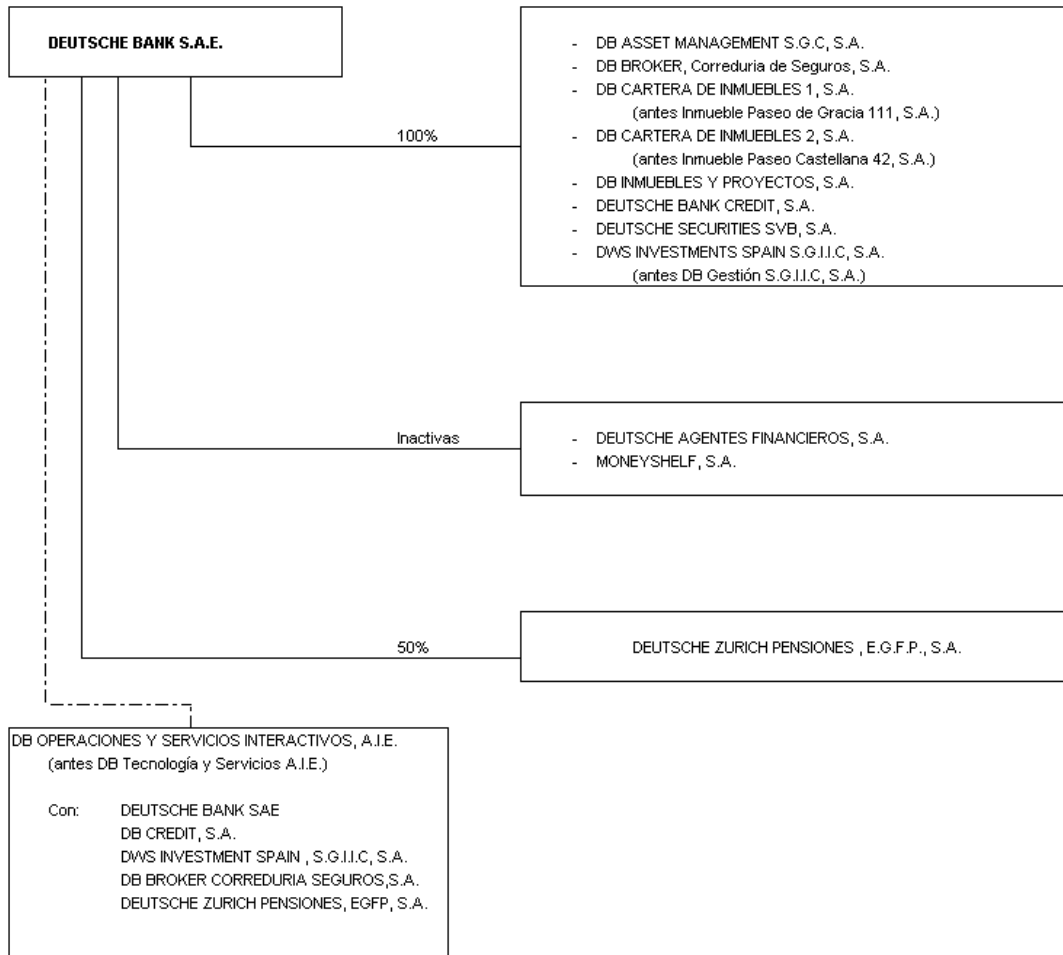 DEUTSCHE BANK S.A.E.
100%
- DB ASSET MANAGEMENT S.G.C, S.A.
- DB BROKER, Correduria de Seguros, S.A.
- DB CARTERA DE INMUEBLES 1, S.A.
(antes Inmueble Paseo de Gracia 111, S.A.)
- DB CARTERA DE INMUEBLES 2, S.A.
(antes Inmueble Paseo Castellana 42, S.A.)
- DB INMUEBLES Y PROYECTOS, S.A.
- DEUTSCHE BANK CREDIT, S.A.
- DEUTSCHE SECURITIES SVB, S.A.
- DWS INVESTMENTS SPAIN S.G.I.I.C, S.A.
(antes DB Gestión S.G.I.I.C, S.A.)
Inactivas
- DEUTSCHE AGENTES FINANCIEROS, S.A.
- MONEYSHELF, S.A.
50%
DEUTSCHE ZURICH PENSIONES , E.G.F.P., S.A.
DB OPERACIONES Y SERVICIOS INTERACTIVOS, A.I.E.
(antes DB Tecnología y Servicios A.I.E.)
Con: DEUTSCHE BANK SAE
DB CREDIT, S.A.
DWS INVESTMENT SPAIN , S.G.I.I.C, S.A.
DB BROKER CORREDURIA SEGUROS,S.A.
DEUTSCHE ZURICH PENSIONES, EGFP, S.A.